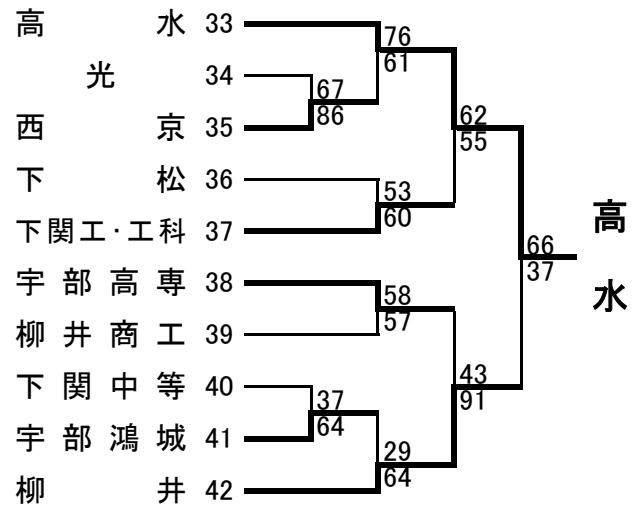 高水 33
光 34
西京 35
下松 36
下関工・工科 37
宇部高専 38
柳井商工 39
下関中等 40
宇部鴻城 41
柳井 42
76
61
67
86
62
55
53
60
66
37
58
57
43
91
37
64
29
64
高水